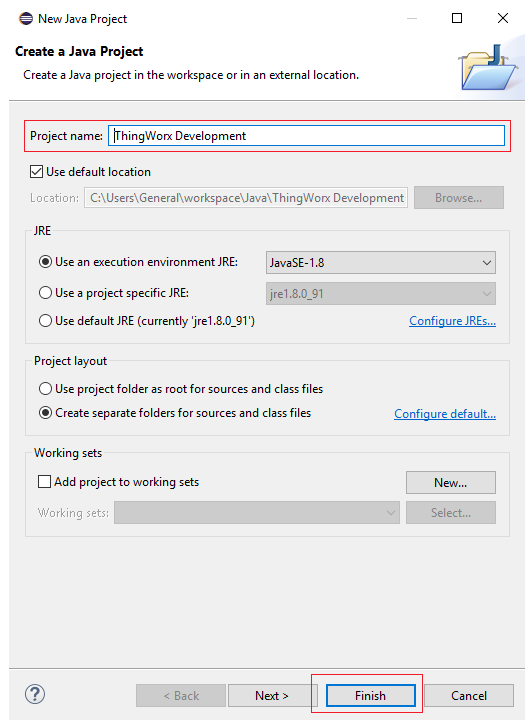 New Java Project
Create a Java Project
Create a Java project in the workspace or in an external location.
Project name: ThingWorx Development
Use default location
Location: C:\Users\General\workspace\Java\ThingWorx Development Browse...
JRE
Use an execution environment JRE: JavaSE-1.8
Use a project specific JRE: jre1.8.0_91
Use default JRE (currently 'jre1.8.0_91') Configure JREs...
Project layout
Use project folder as root for sources and class files
Create separate folders for sources and class files Configure default...
Working sets
Add project to working sets New...
Working sets: Select...
? < Back Next > Finish Cancel